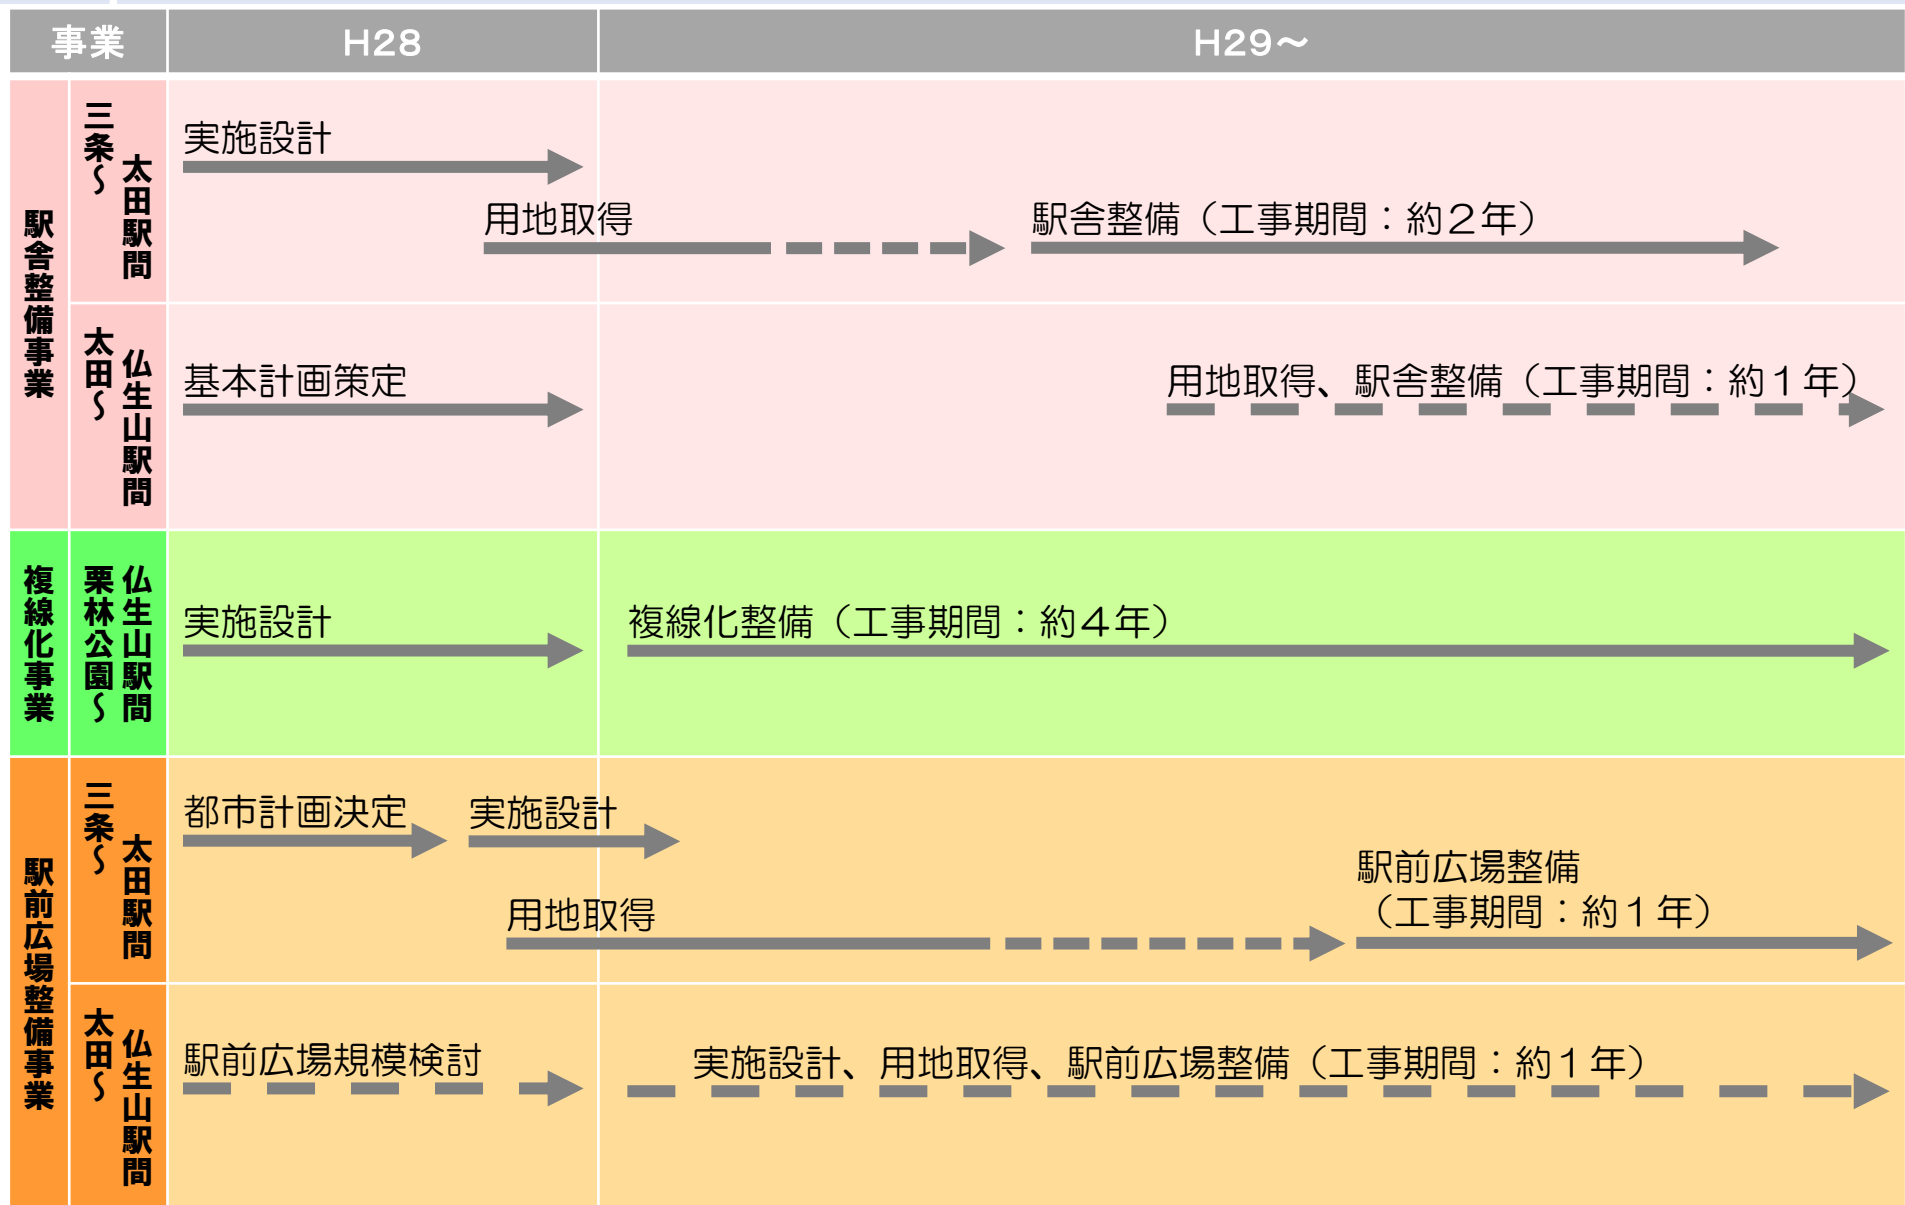 事業
H28
H29～
駅舎整備事業
三条～
太田駅間
実施設計
用地取得
駅舎整備（工事期間：約２年）
太田～
仏生山駅間
基本計画策定
用地取得、駅舎整備（工事期間：約１年）
複線化事業
栗林公園～
仏生山駅間
実施設計
複線化整備（工事期間：約４年）
駅前広場整備事業
三条～
太田駅間
都市計画決定
実施設計
用地取得
駅前広場整備
（工事期間：約１年）
太田～
仏生山駅間
駅前広場規模検討
実施設計、用地取得、駅前広場整備（工事期間：約１年）